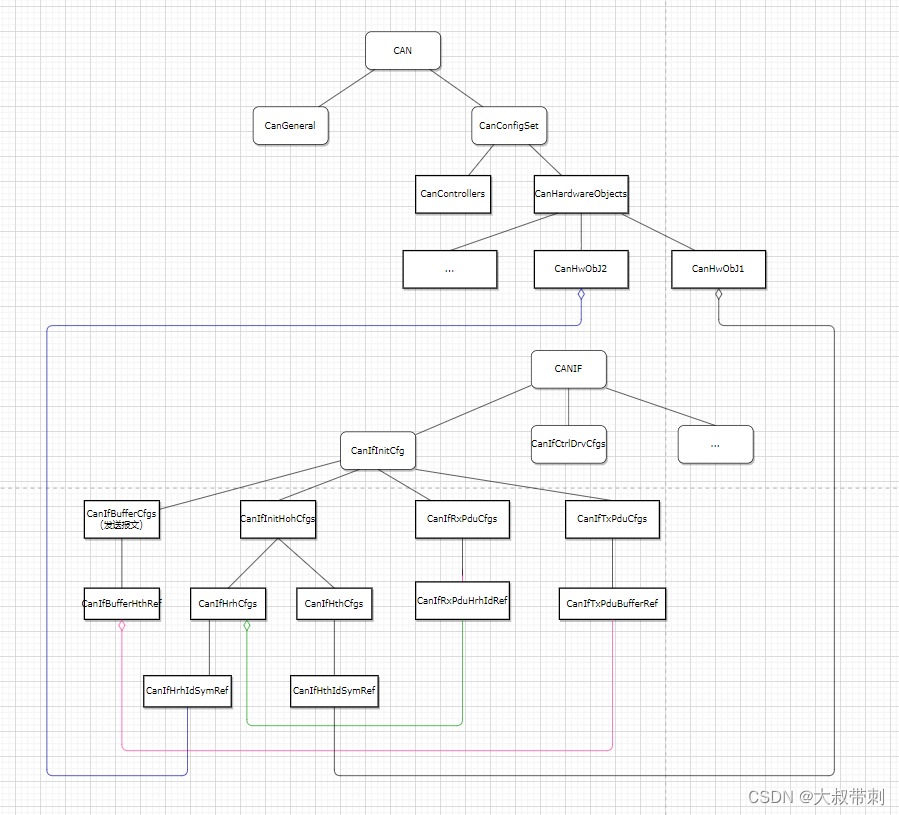 CAN
CanGeneral
CanConfigSet
CanControllers
CanHardwareObjects
...
CanHwObJ2
CanHwObJ1
CANIF
CanIfInitCfg
CanIfCtrlDrvCfgs
...
CanIfBufferCfgs
(发送报文)
CanIfInitHohCfgs
CanIfRxPduCfgs
CanIfTxPduCfgs
CanIfBufferHthRef
CanIfHrhCfgs
CanIfHthCfgs
CanIfRxPduHrhIdRef
CanIfTxPduBufferRef
CanIfHrhIdSymRef
CanIfHthIdSymRef
CSDN @大叔带刺